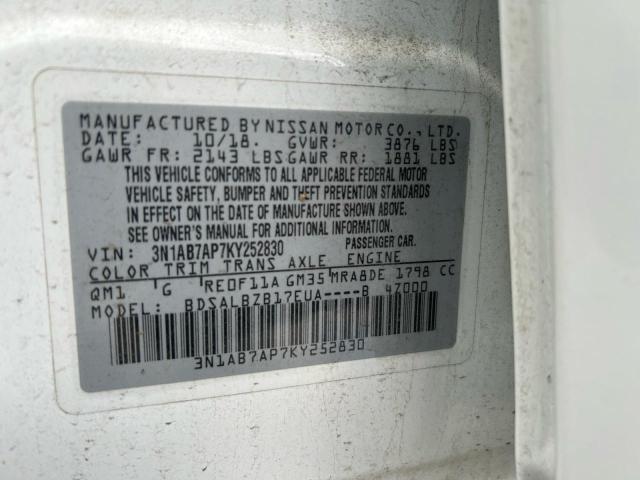 MANUFACTURED BY NISSAN MOTOR CO., LTD.
DATE: 10/18. GVWR: 3876 LBS
GAWR FR: 2143 LBS GAWR RR: 1881 LBS
THIS VEHICLE CONFORMS TO ALL APPLICABLE FEDERAL MOTOR
VEHICLE SAFETY, BUMPER AND THEFT PREVENTION STANDARDS
IN EFFECT ON THE DATE OF MANUFACTURE SHOWN ABOVE.
SEE OWNER'S MANUAL FOR ADDITIONAL INFORMATION.
VIN: 3N1AB7AP7KY252830 PASSENGER CAR.
COLOR TRIM TRANS AXLE ENGINE
QM1 G RE0F11A GM35 MRA8DE 1798 CC
MODEL: BDSALBZB17EUA----B 4Z000
3N1AB7AP7KY252830